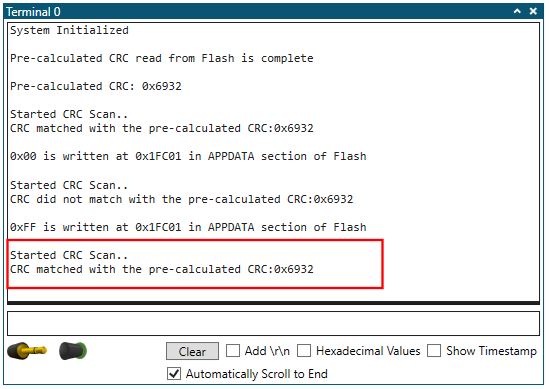 Terminal 0
System Initialized
Pre-calculated CRC read from Flash is complete
Pre-calculated CRC: 0x6932
Started CRC Scan..
CRC matched with the pre-calculated CRC:0x6932
0x00 is written at 0x1FC01 in APPDATA section of Flash
Started CRC Scan..
CRC did not match with the pre-calculated CRC:0x6932
0xFF is written at 0x1FC01 in APPDATA section of Flash
Started CRC Scan..
CRC matched with the pre-calculated CRC:0x6932
Clear Add \r\n Hexadecimal Values Show Timestamp
Automatically Scroll to End